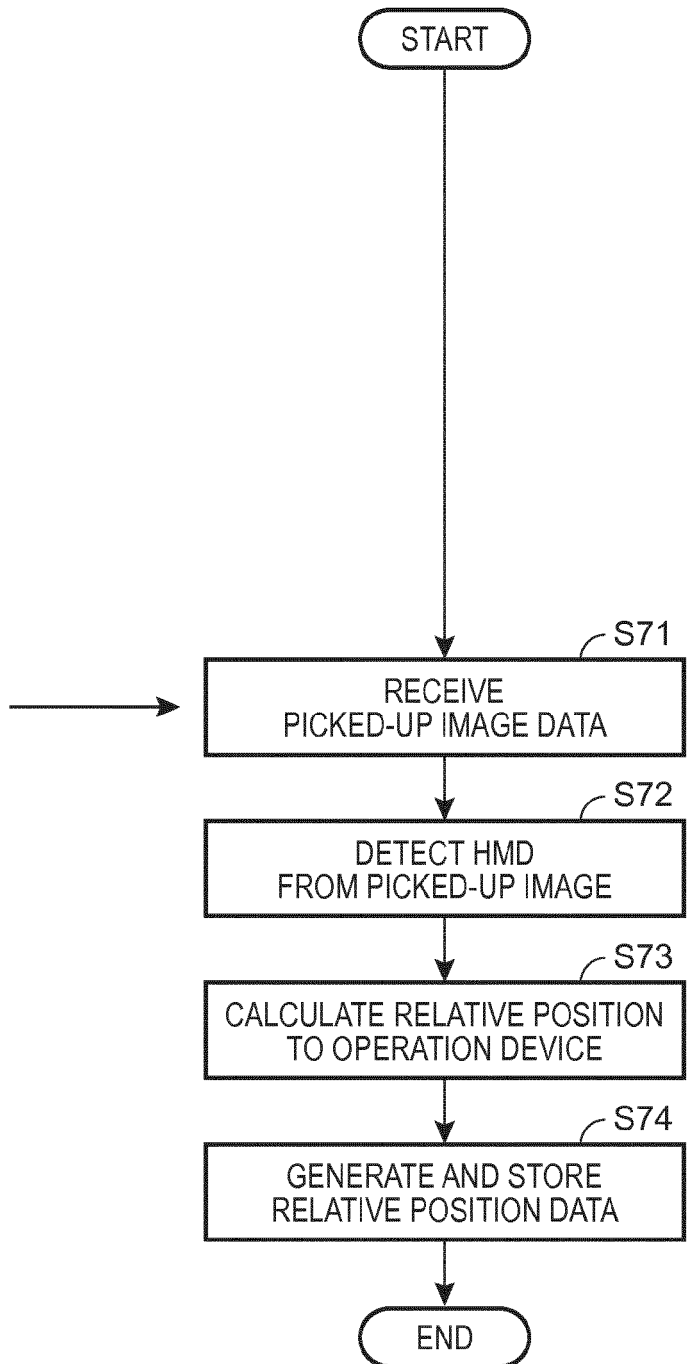 START
S71
RECEIVE
PICKED-UP IMAGE DATA
S72
DETECT HMD
FROM PICKED-UP IMAGE
S73
CALCULATE RELATIVE POSITION
TO OPERATION DEVICE
S74
GENERATE AND STORE
RELATIVE POSITION DATA
END